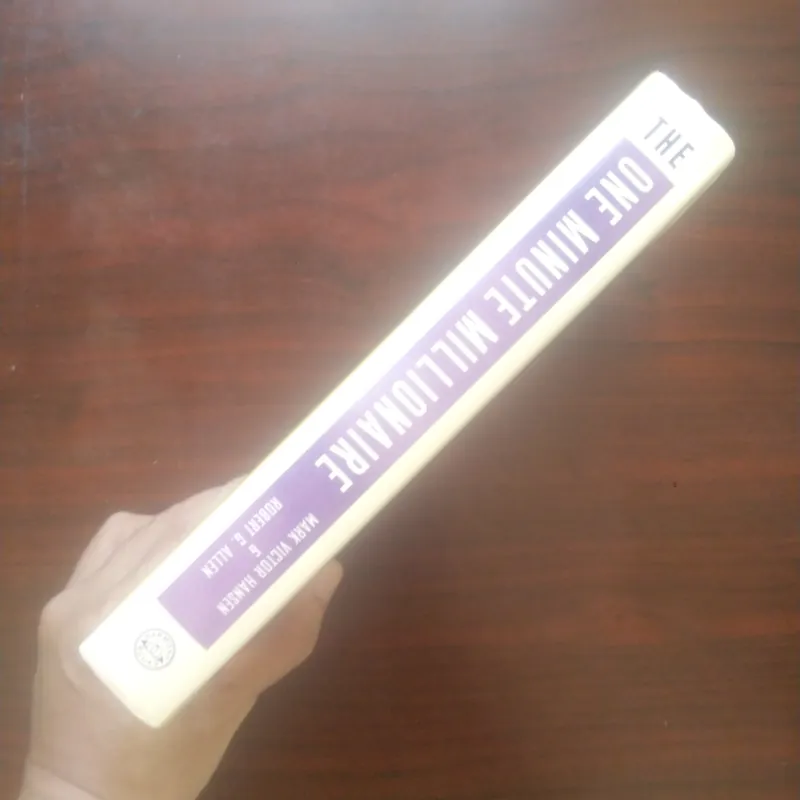 THE
ONE MINUTE MILLIONAIRE
MARK VICTOR HANSEN
&
ROBERT G. ALLEN